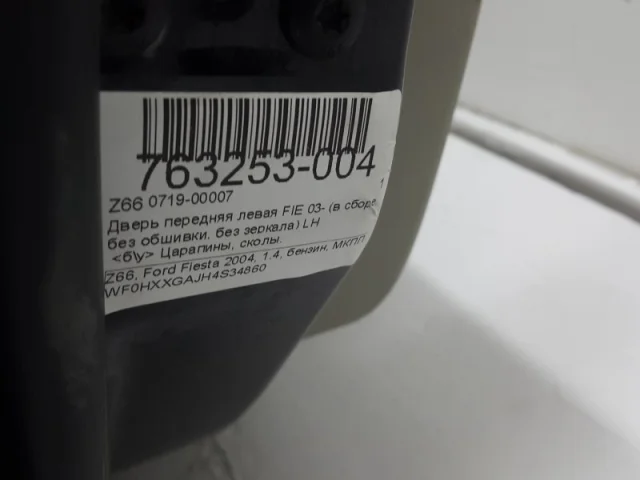 763253-004
Z66 0719-00007
1
Дверь передняя левая FIE 03- (в сборе,
без обшивки, без зеркала) LH
<б\у> Царапины, сколы.
Z66, Ford Fiesta 2004, 1.4, бензин, МКПП
WF0HXXGAJH4S34860